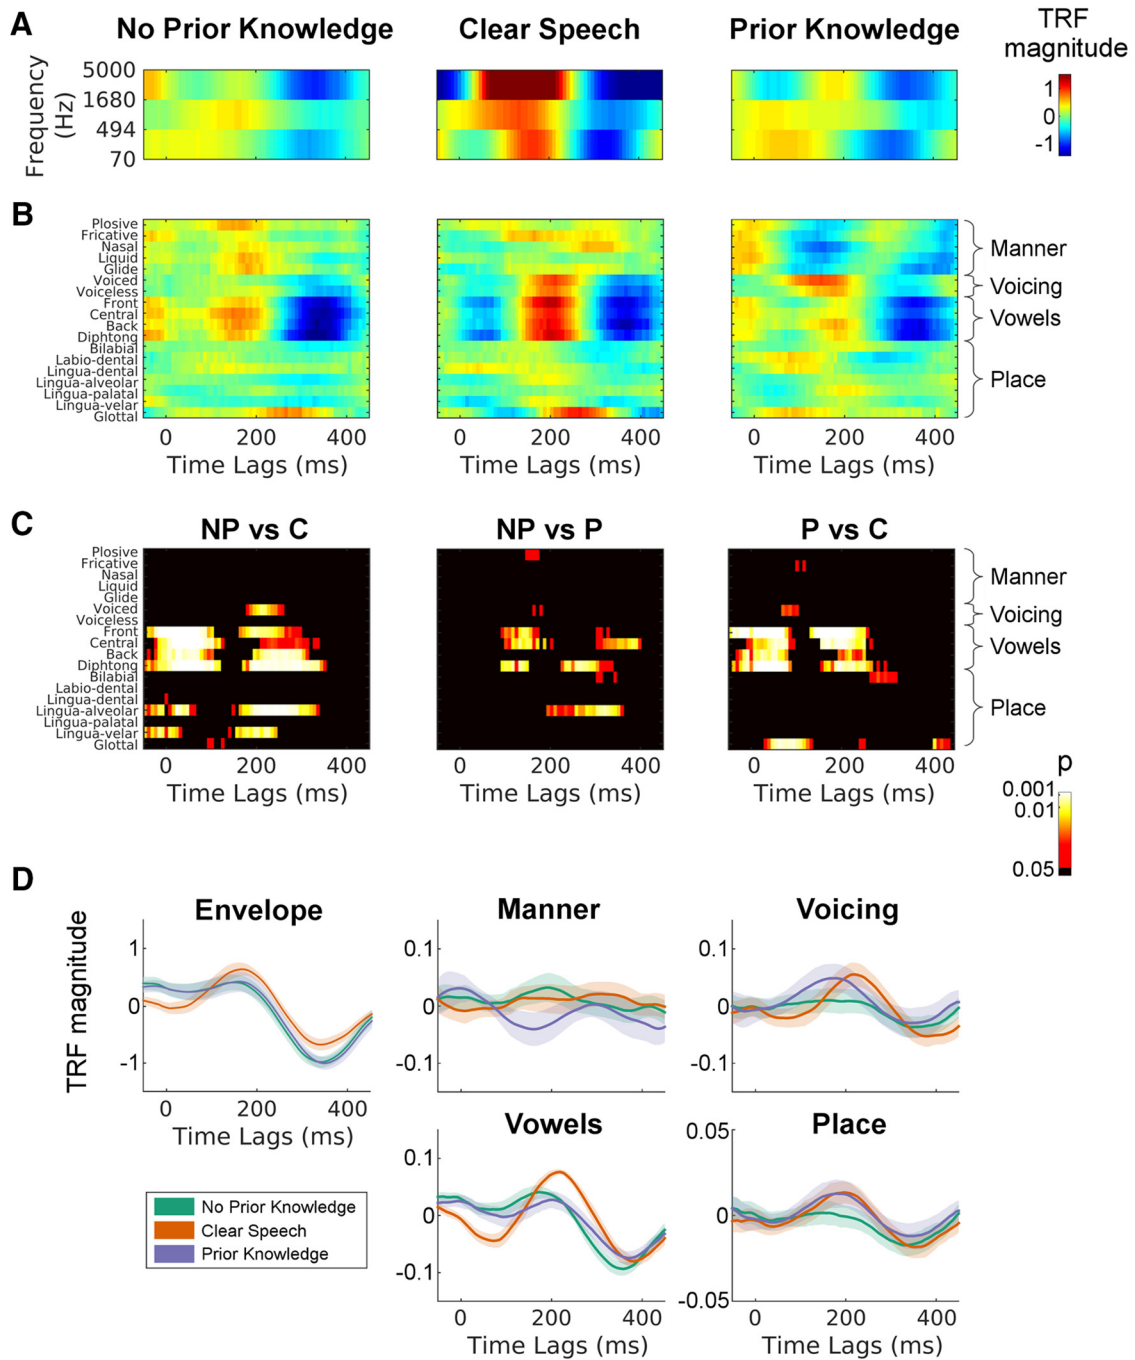 A
No Prior Knowledge
Clear Speech
Prior Knowledge
TRF
magnitude
Frequency
(Hz)
5000
1680
494
70
1
0
-1
B
Plosive
Fricative
Nasal
Liquid
Glide
Voiced
Voiceless
Front
Central
Back
Diphtong
Bilabial
Labio-dental
Lingua-dental
Lingua-alveolar
Lingua-palatal
Lingua-velar
Glottal
Manner
Voicing
Vowels
Place
0 200 400 0 200 400 0 200 400
Time Lags (ms) Time Lags (ms) Time Lags (ms)
C
NP vs C
NP vs P
P vs C
Plosive
Fricative
Nasal
Liquid
Glide
Voiced
Voiceless
Front
Central
Back
Diphtong
Bilabial
Labio-dental
Lingua-dental
Lingua-alveolar
Lingua-palatal
Lingua-velar
Glottal
Manner
Voicing
Vowels
Place
0 200 400 0 200 400 0 200 400
Time Lags (ms) Time Lags (ms) Time Lags (ms)
p
0.001
0.01
0.05
D
Envelope
TRF magnitude
1
0
-1
0 200 400
Time Lags (ms)
Manner
0.1
0
-0.1
Voicing
0.1
0
-0.1
Vowels
0.1
0
-0.1
0 200 400
Time Lags (ms)
Place
0.05
0
-0.05
0 200 400
Time Lags (ms)
No Prior Knowledge
Clear Speech
Prior Knowledge